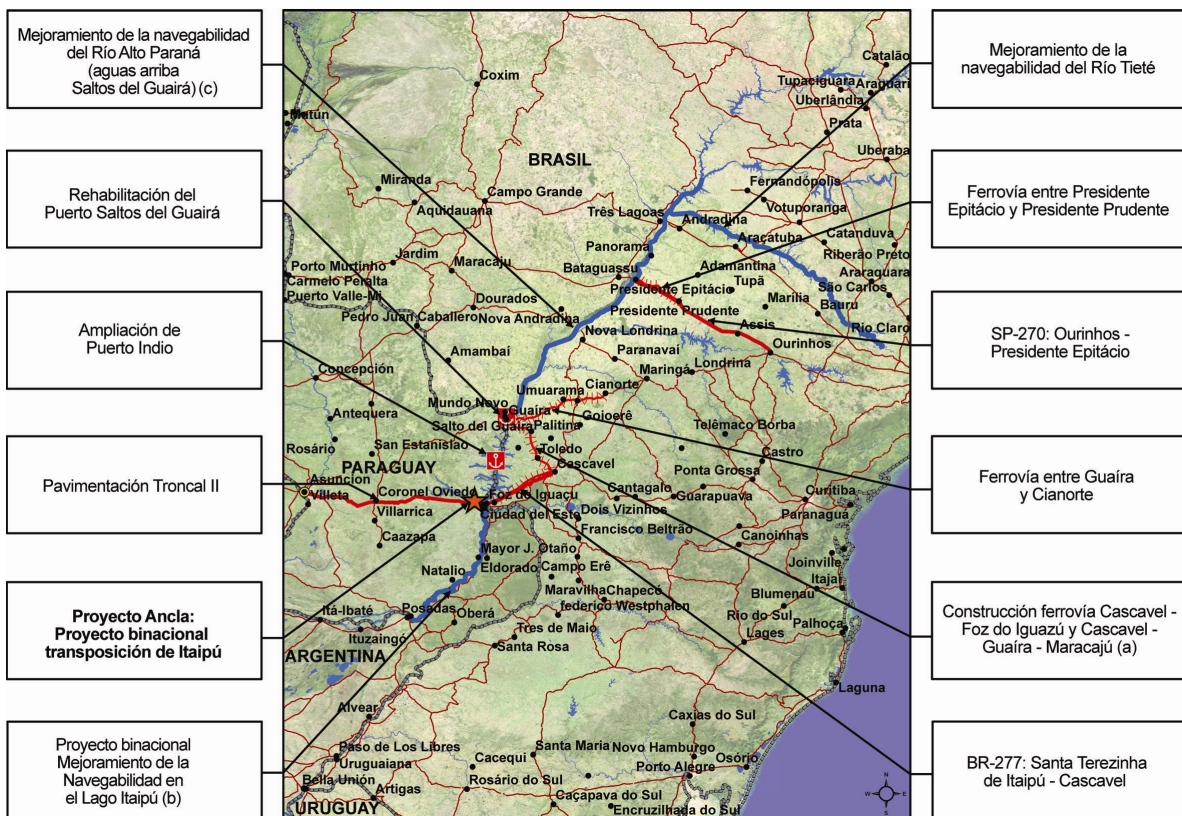 Mejoramiento de la navegabilidad
del Río Alto Paraná
(aguas arriba
Saltos del Guairá) (c)
Rehabilitación del
Puerto Saltos del Guairá
Ampliación de
Puerto Indio
Pavimentación Troncal II
Proyecto Ancla:
Proyecto binacional
transposición de Itaipú
Proyecto binacional
Mejoramiento de la
Navegabilidad en
el Lago Itaipú (b)
Catalão
Coxim
Tupaciguara
Araguari
Uberlândia
Mutún
Prata
BRASIL
Uberaba
Miranda
Campo Grande
Fernandópolis
Aquidauana
Votuporanga
Três Lagoas
Andradina
Catanduva
Araçatuba
Panorama
Riberão Preto
Jardim
Maracaju
Bataguassu
Adamantina
Araraquara
Porto Murtinho
Carmelo Peralta
Presidente Epitácio
Tupã
São Carlos
Puerto Valle-Mi
Dourados
Presidente Prudente
Marília
Bauru
Pedro Juan Caballero
Nova Andradina
Rio Claro
Nova Londrina
Assis
Ourinhos
Amambaí
Paranavai
Londrina
Concepción
Maringá
Umuarama
Cianorte
Mundo Novo
Guaíra
Antequera
Salto del Guaira
Palitina
Goioerê
Telêmaco Borba
Rosário
San Estanislao
Toledo
Castro
PARAGUAY
Cascavel
Ponta Grossa
Asunción
Villeta
Coronel Oviedo
Foz do Iguaçu
Cantagalo
Guarapuava
Curitiba
Villarrica
Ciudad del Este
Dois Vizinhos
Paranaguá
Francisco Beltrão
Caazapa
Canoinhas
Mayor J. Otaño
Joinville
Natalio
Eldorado
Campo Erê
Itajaí
Maravilha
Chapecó
Blumenau
Itá-Ibaté
Posadas
Oberá
federico Westphalen
Rio do Sul
Palhoça
Ituzaingó
Tres de Maio
Lages
ARGENTINA
Santa Rosa
Laguna
Alvear
Caxias do Sul
Paso de Los Libres
Santa Maria
Novo Hamburgo
Uruguaiana
Cacequi
Osório
Porto Alegre
Bella Unión
Rosário do Sul
Artigas
Caçapava do Sul
URUGUAY
Encruzilhada do Sul
N
W
E
S
Mejoramiento de la
navegabilidad del Río Tieté
Ferrovía entre Presidente
Epitácio y Presidente Prudente
SP-270: Ourinhos -
Presidente Epitácio
Ferrovía entre Guaíra
y Cianorte
Construcción ferrovía Cascavel -
Foz do Iguazú y Cascavel -
Guaíra - Maracajú (a)
BR-277: Santa Terezinha
de Itaipú - Cascavel